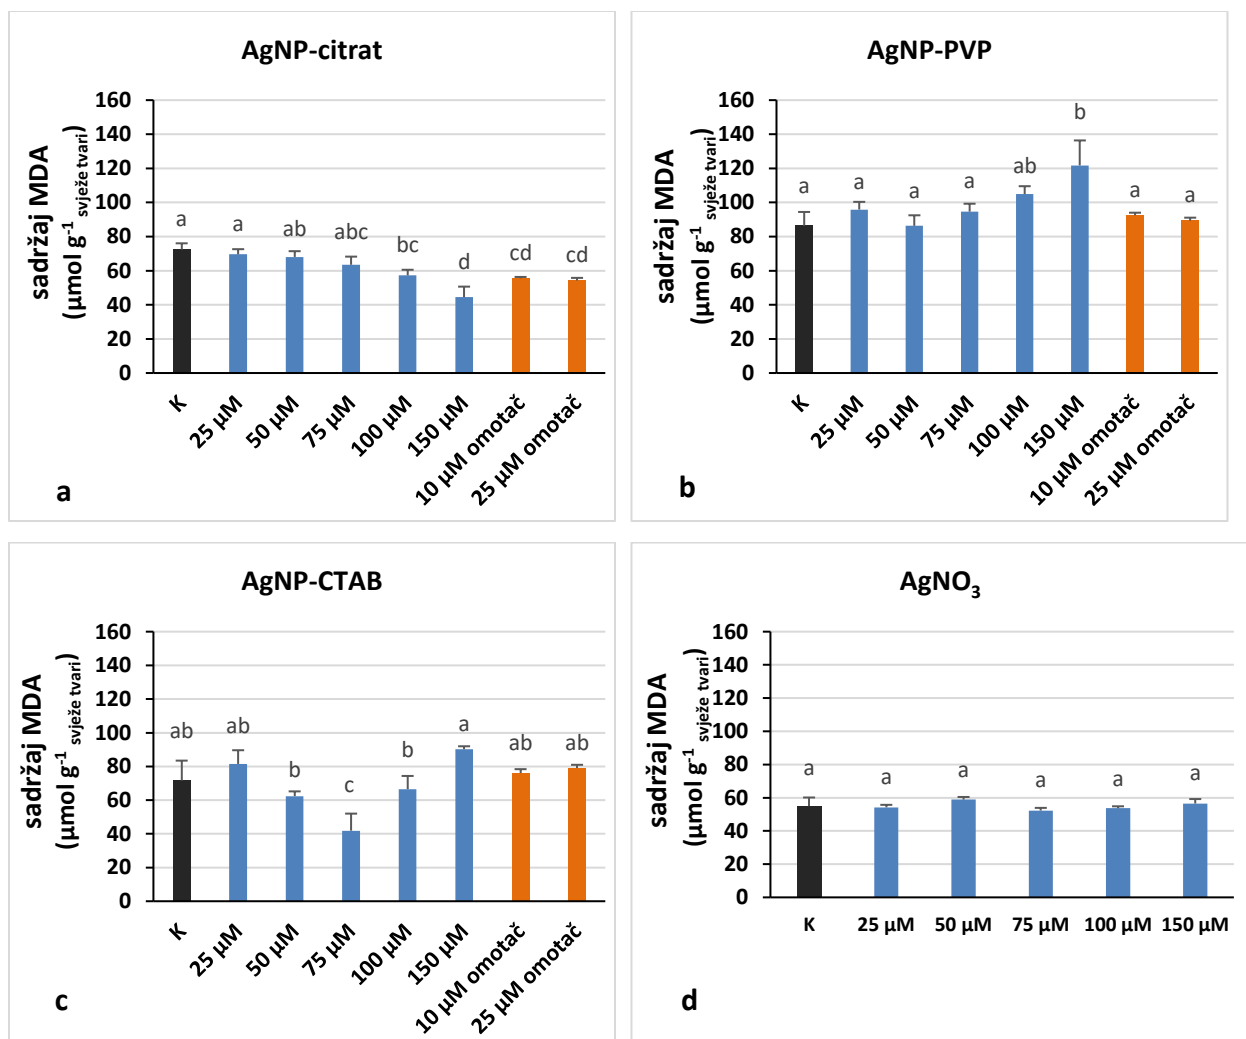 AgNP-citrat
sadržaj MDA
(µmol g⁻¹ svježe tvari)
160
140
120
100
80
60
40
20
0
a
a
ab
abc
bc
d
cd
cd
K
25 µM
50 µM
75 µM
100 µM
150 µM
10 µM omotač
25 µM omotač
a
AgNP-PVP
sadržaj MDA
(µmol g⁻¹ svježe tvari)
160
140
120
100
80
60
40
20
0
a
a
a
a
ab
b
a
a
K
25 µM
50 µM
75 µM
100 µM
150 µM
10 µM omotač
25 µM omotač
b
AgNP-CTAB
sadržaj MDA
(µmol g⁻¹ svježe tvari)
160
140
120
100
80
60
40
20
0
ab
ab
b
c
b
a
ab
ab
K
25 µM
50 µM
75 µM
100 µM
150 µM
10 µM omotač
25 µM omotač
c
AgNO₃
sadržaj MDA
(µmol g⁻¹ svježe tvari)
160
140
120
100
80
60
40
20
0
a
a
a
a
a
a
K 25 µM 50 µM 75 µM 100 µM 150 µM
d